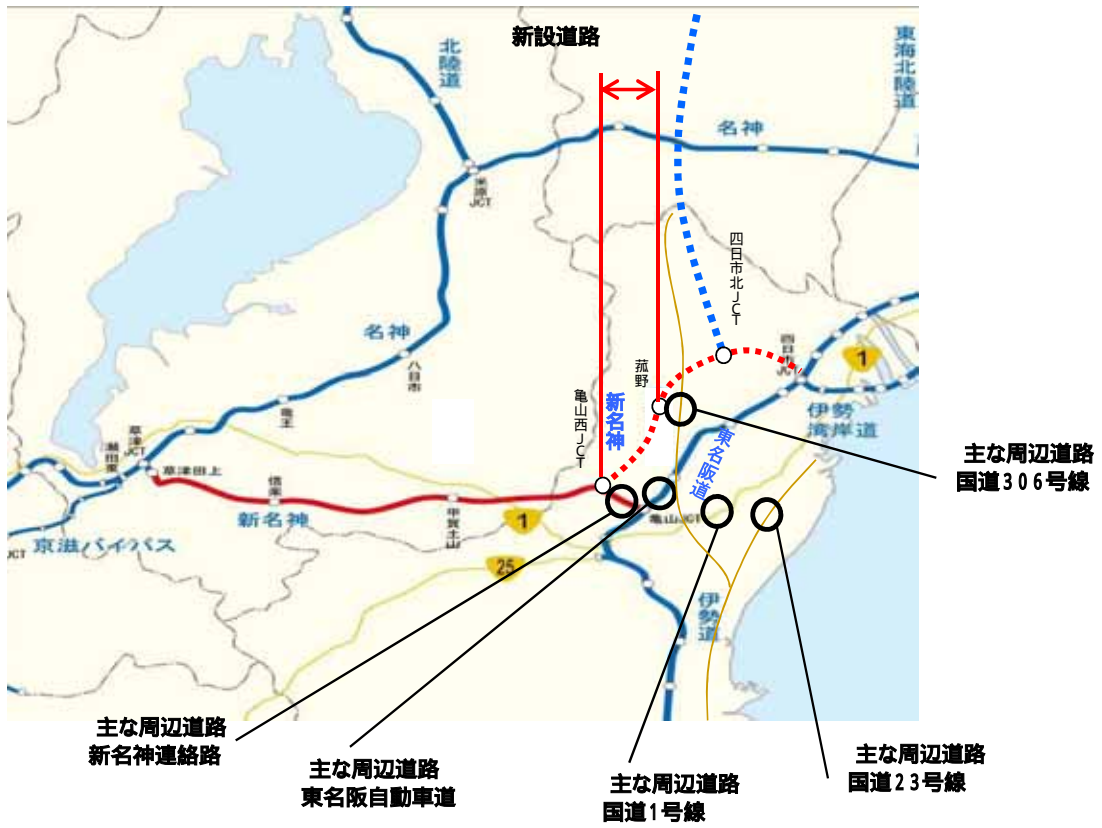 新設道路
北陸道
東海北陸道
名神
米原JCT
四日市北JCT
四日市JCT
1
名神
八日市
菰野
亀山西JCT
新名神
竜王
伊勢湾岸道
東名阪道
草津JCT
瀬田東
草津田上
信楽
新名神
甲賀土山
亀山JCT
1
京滋バイパス
JCT
25
伊勢道
主な周辺道路
国道306号線
主な周辺道路
新名神連絡路
主な周辺道路
東名阪自動車道
主な周辺道路
国道1号線
主な周辺道路
国道23号線